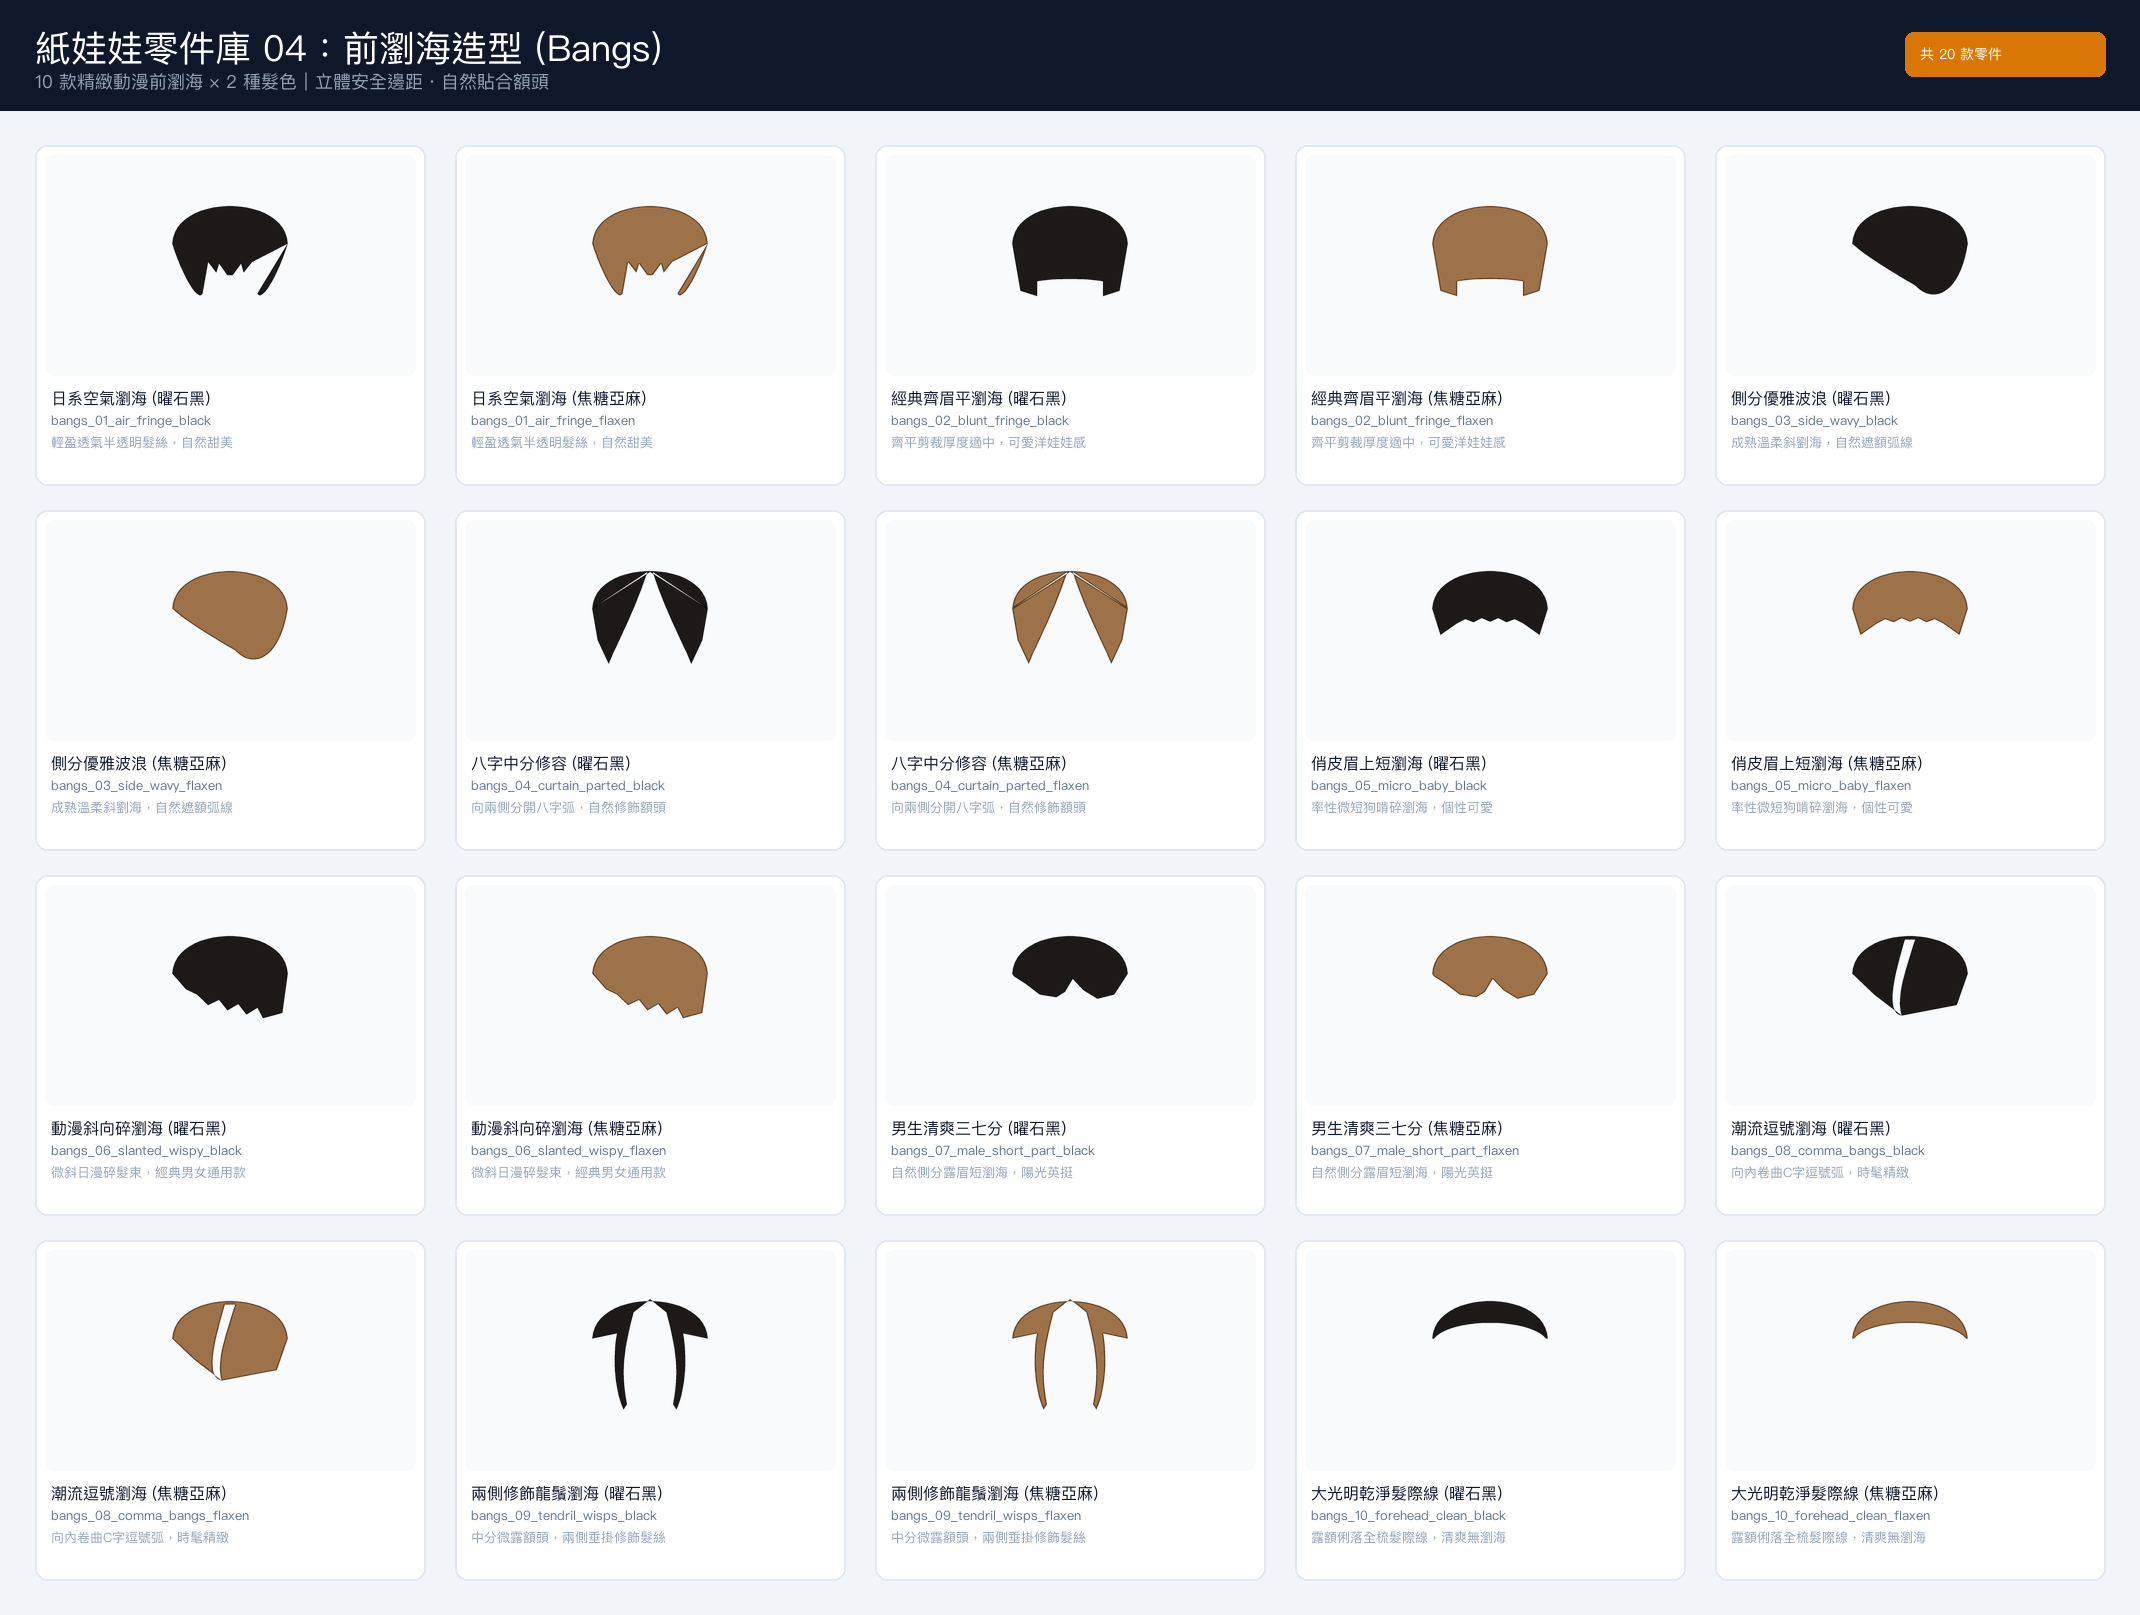 紙娃娃零件庫 04：前瀏海造型 (Bangs)
10 款精緻動漫前瀏海 × 2 種髮色｜立體安全邊距・自然貼合額頭
共 20 款零件
日系空氣瀏海 (曜石黑)
bangs_01_air_fringe_black
輕盈透氣半透明髮絲，自然甜美
日系空氣瀏海 (焦糖亞麻)
bangs_01_air_fringe_flaxen
輕盈透氣半透明髮絲，自然甜美
經典齊眉平瀏海 (曜石黑)
bangs_02_blunt_fringe_black
齊平剪裁厚度適中，可愛洋娃娃感
經典齊眉平瀏海 (焦糖亞麻)
bangs_02_blunt_fringe_flaxen
齊平剪裁厚度適中，可愛洋娃娃感
側分優雅波浪 (曜石黑)
bangs_03_side_wavy_black
成熟溫柔斜劉海，自然遮額弧線
側分優雅波浪 (焦糖亞麻)
bangs_03_side_wavy_flaxen
成熟溫柔斜劉海，自然遮額弧線
八字中分修容 (曜石黑)
bangs_04_curtain_parted_black
向兩側分開八字弧，自然修飾額頭
八字中分修容 (焦糖亞麻)
bangs_04_curtain_parted_flaxen
向兩側分開八字弧，自然修飾額頭
俏皮眉上短瀏海 (曜石黑)
bangs_05_micro_baby_black
率性微短狗啃碎瀏海，個性可愛
俏皮眉上短瀏海 (焦糖亞麻)
bangs_05_micro_baby_flaxen
率性微短狗啃碎瀏海，個性可愛
動漫斜向碎瀏海 (曜石黑)
bangs_06_slanted_wispy_black
微斜日漫碎髮束，經典男女通用款
動漫斜向碎瀏海 (焦糖亞麻)
bangs_06_slanted_wispy_flaxen
微斜日漫碎髮束，經典男女通用款
男生清爽三七分 (曜石黑)
bangs_07_male_short_part_black
自然側分露眉短瀏海，陽光英挺
男生清爽三七分 (焦糖亞麻)
bangs_07_male_short_part_flaxen
自然側分露眉短瀏海，陽光英挺
潮流逗號瀏海 (曜石黑)
bangs_08_comma_bangs_black
向內卷曲C字逗號弧，時髦精緻
潮流逗號瀏海 (焦糖亞麻)
bangs_08_comma_bangs_flaxen
向內卷曲C字逗號弧，時髦精緻
兩側修飾龍鬚瀏海 (曜石黑)
bangs_09_tendril_wisps_black
中分微露額頭，兩側垂掛修飾髮絲
兩側修飾龍鬚瀏海 (焦糖亞麻)
bangs_09_tendril_wisps_flaxen
中分微露額頭，兩側垂掛修飾髮絲
大光明乾淨髮際線 (曜石黑)
bangs_10_forehead_clean_black
露額俐落全梳髮際線，清爽無瀏海
大光明乾淨髮際線 (焦糖亞麻)
bangs_10_forehead_clean_flaxen
露額俐落全梳髮際線，清爽無瀏海